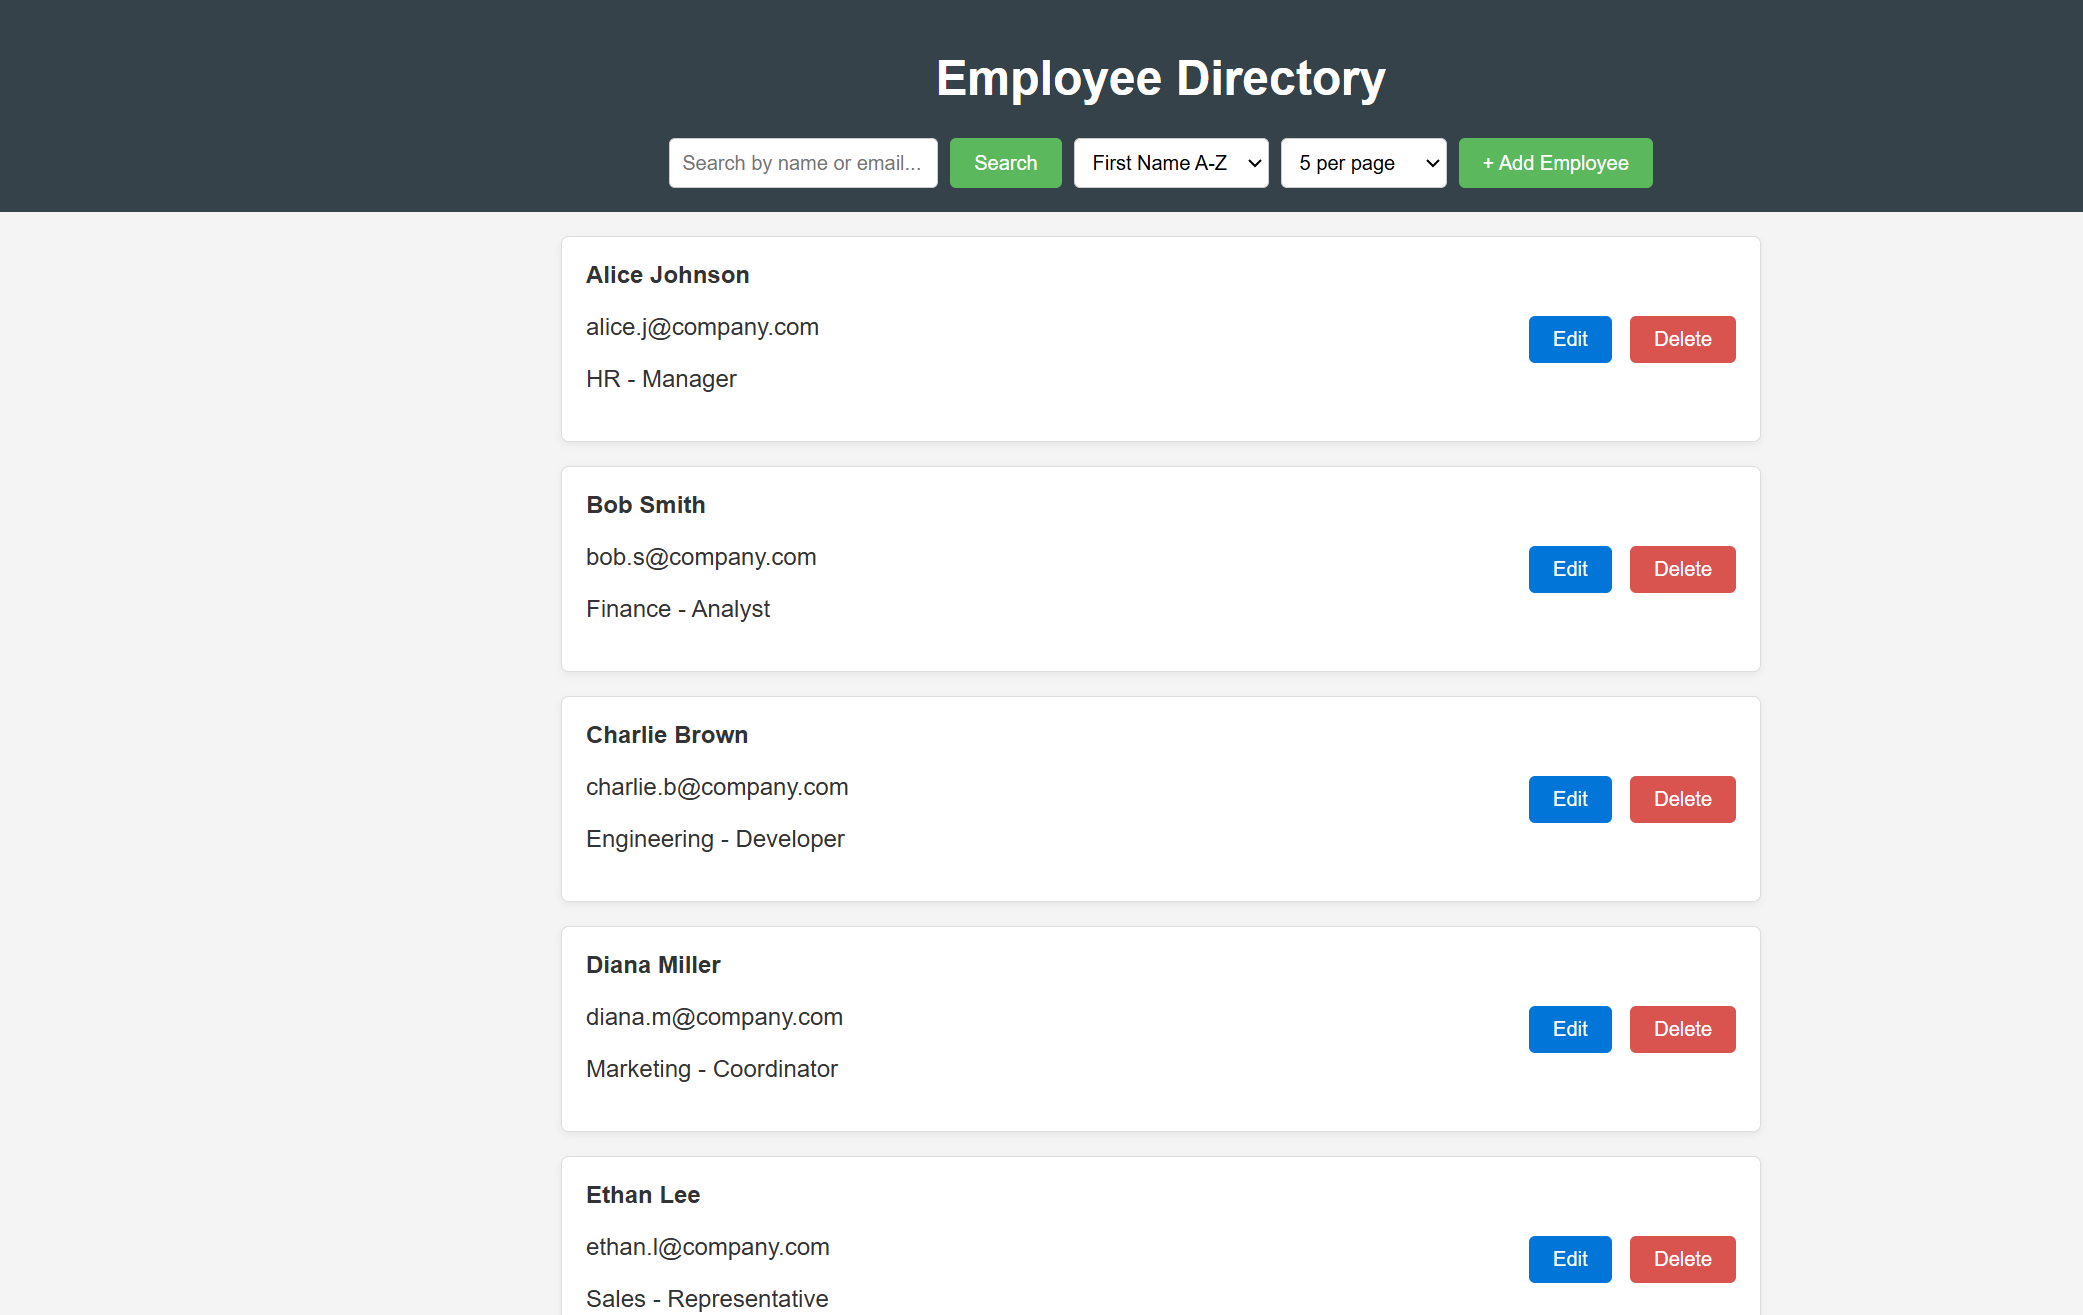 Employee Directory
Search by name or email... Search First Name A-Z 5 per page + Add Employee
Alice Johnson
alice.j@company.com
Edit Delete
HR - Manager
Bob Smith
bob.s@company.com
Edit Delete
Finance - Analyst
Charlie Brown
charlie.b@company.com
Edit Delete
Engineering - Developer
Diana Miller
diana.m@company.com
Edit Delete
Marketing - Coordinator
Ethan Lee
ethan.l@company.com
Edit Delete
Sales - Representative